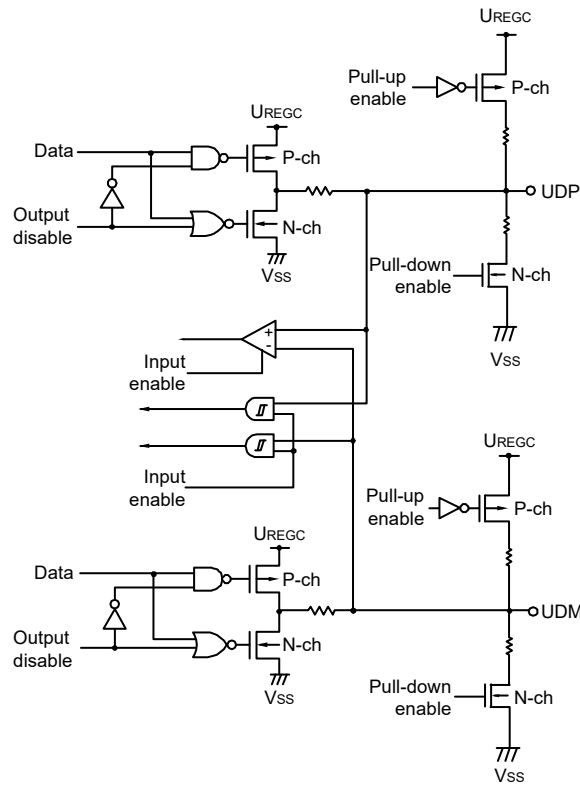 UREGC
Pull-up
enable
P-ch
UREGC
Data
P-ch
UDP
Output
disable
N-ch
VSS
Pull-down
enable
N-ch
VSS
+
-
Input
enable
Input
enable
UREGC
Pull-up
enable
P-ch
UREGC
Data
P-ch
UDM
Output
disable
N-ch
VSS
Pull-down
enable
N-ch
VSS